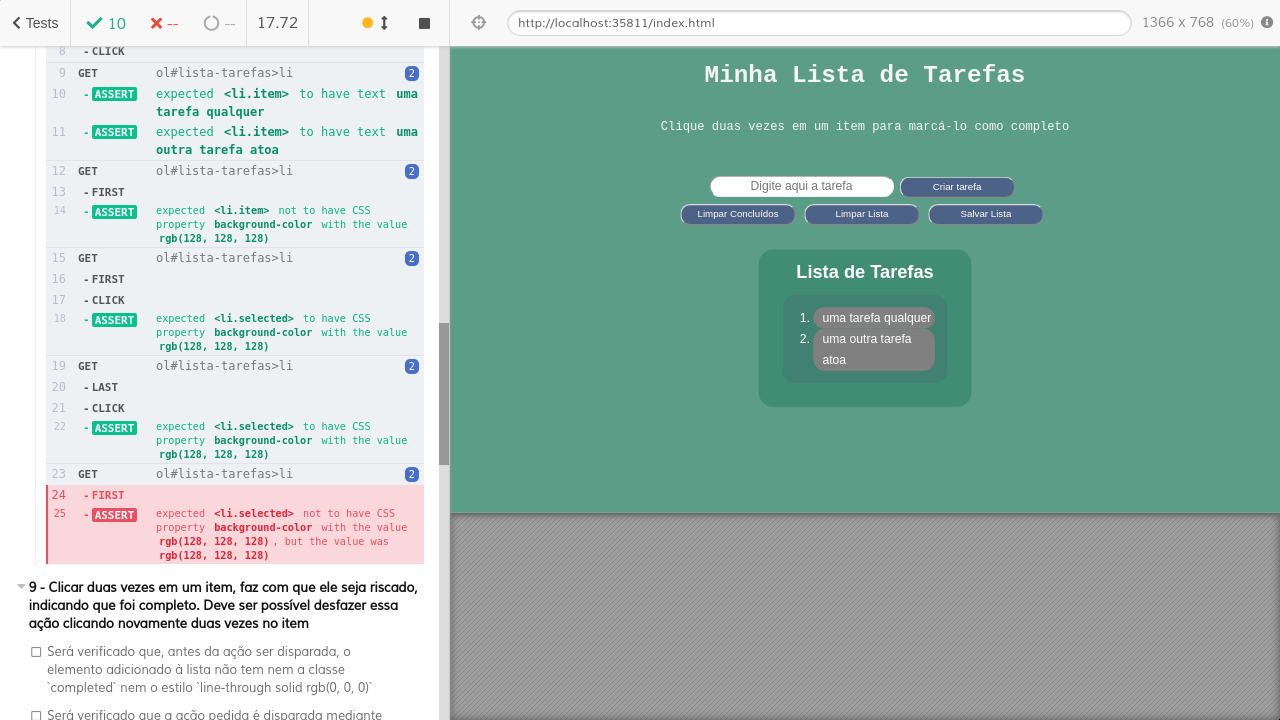 Tests
10
--
--
17.72
http://localhost:35811/index.html
1366 x 768 (60%)
8 - CLICK
9 GET ol#lista-tarefas>li 2
10 - ASSERT expected <li.item> to have text uma
tarefa qualquer
11 - ASSERT expected <li.item> to have text uma
outra tarefa atoa
12 GET ol#lista-tarefas>li 2
13 - FIRST
14 - ASSERT expected <li.item> not to have CSS
property background-color with the value
rgb(128, 128, 128)
15 GET ol#lista-tarefas>li 2
16 - FIRST
17 - CLICK
18 - ASSERT expected <li.selected> to have CSS
property background-color with the value
rgb(128, 128, 128)
19 GET ol#lista-tarefas>li 2
20 - LAST
21 - CLICK
22 - ASSERT expected <li.selected> to have CSS
property background-color with the value
rgb(128, 128, 128)
23 GET ol#lista-tarefas>li 2
24 - FIRST
25 - ASSERT expected <li.selected> not to have CSS
property background-color with the value
rgb(128, 128, 128), but the value was
rgb(128, 128, 128)
9 - Clicar duas vezes em um item, faz com que ele seja riscado,
indicando que foi completo. Deve ser possível desfazer essa
ação clicando novamente duas vezes no item
Será verificado que, antes da ação ser disparada, o
elemento adicionado à lista não tem nem a classe
`completed` nem o estilo `line-through solid rgb(0, 0, 0)`
Será verificado que a ação pedida é disparada mediante
Minha Lista de Tarefas
Clique duas vezes em um item para marcá-lo como completo
Digite aqui a tarefa
Criar tarefa
Limpar Concluídos
Limpar Lista
Salvar Lista
Lista de Tarefas
1. uma tarefa qualquer
2. uma outra tarefa
atoa